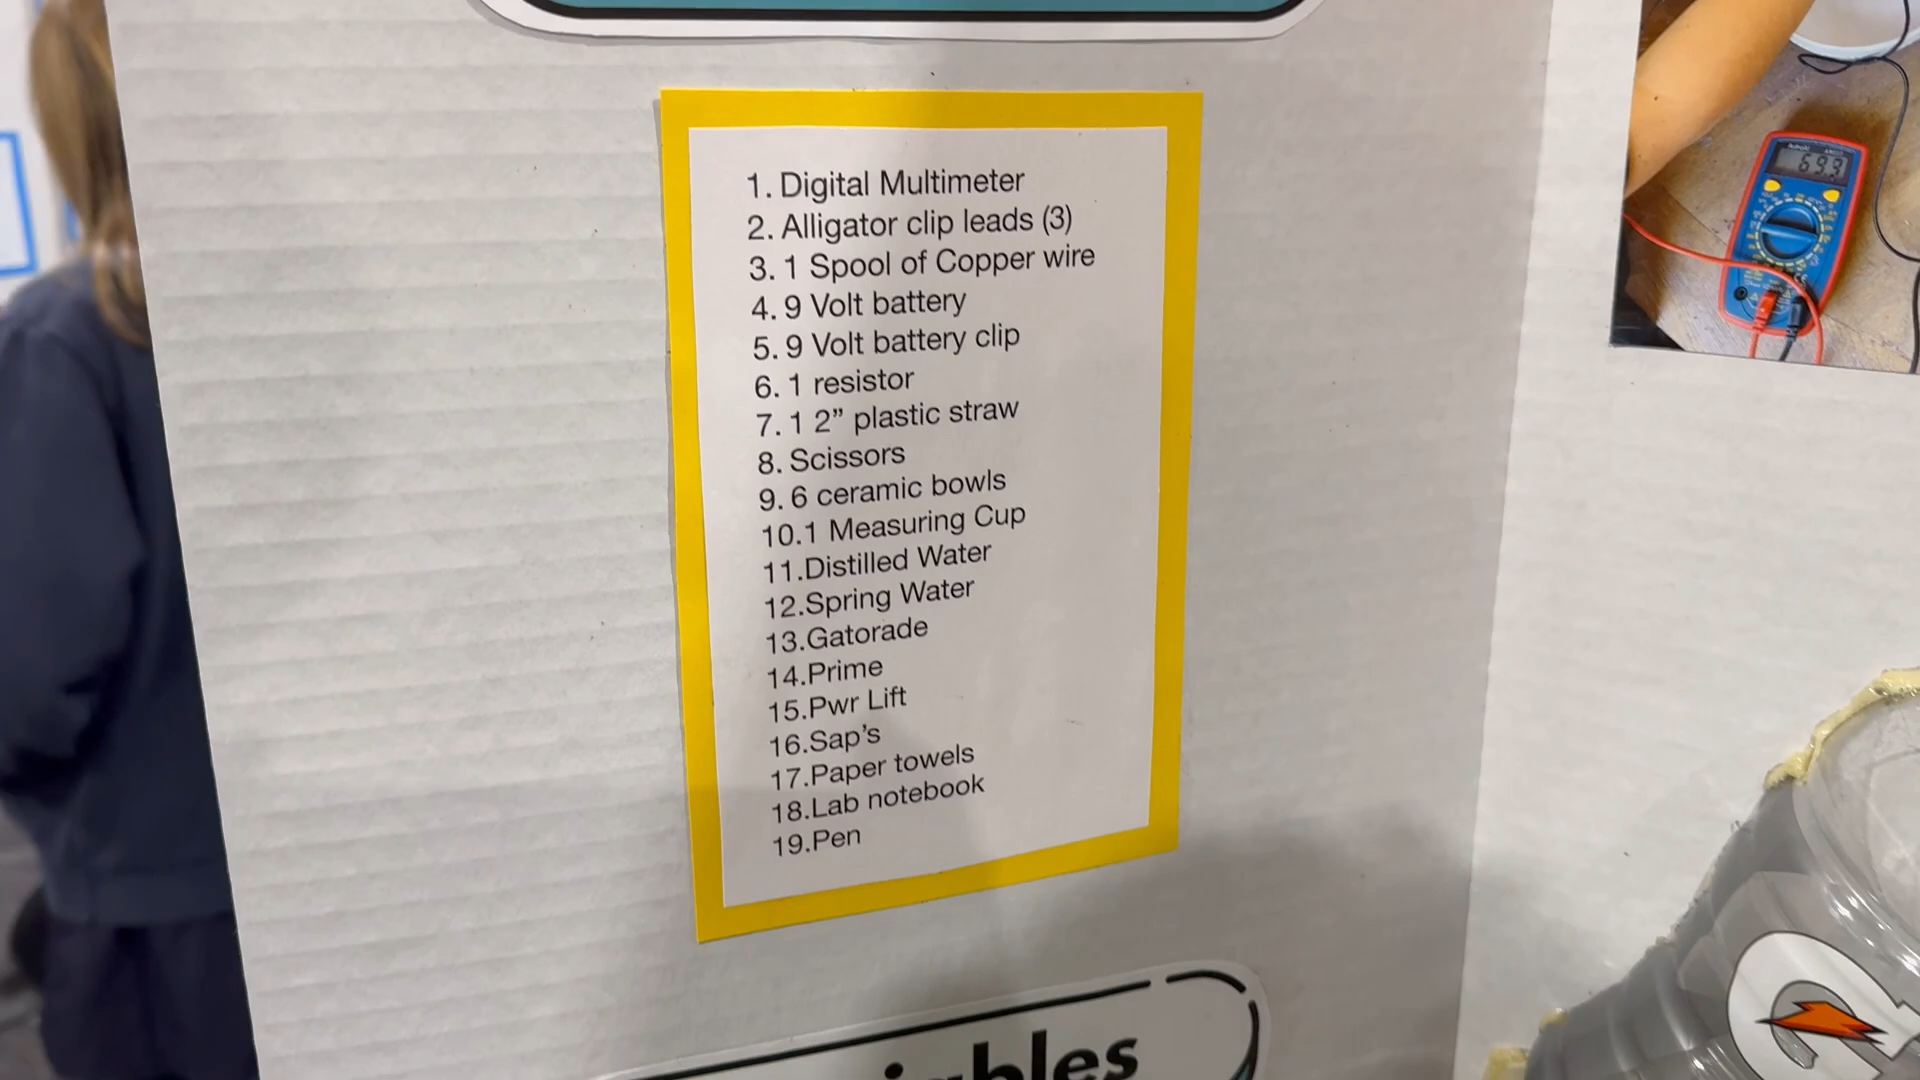 1. Digital Multimeter
2. Alligator clip leads (3)
3. 1 Spool of Copper wire
4. 9 Volt battery
5. 9 Volt battery clip
6. 1 resistor
7. 1 2” plastic straw
8. Scissors
9. 6 ceramic bowls
10.1 Measuring Cup
11.Distilled Water
12.Spring Water
13.Gatorade
14.Prime
15.Pwr Lift
16.Sap’s
17.Paper towels
18.Lab notebook
19.Pen